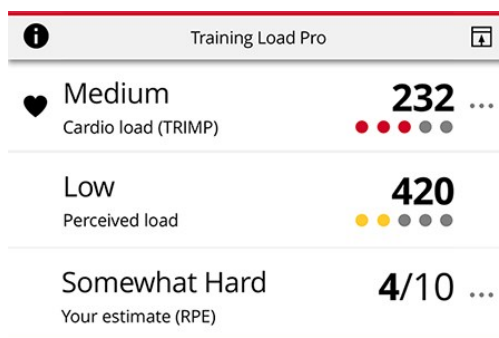 Training Load Pro
Medium 232 ...
Cardio load (TRIMP)
Low 420
Perceived load
Somewhat Hard 4/10 ...
Your estimate (RPE)